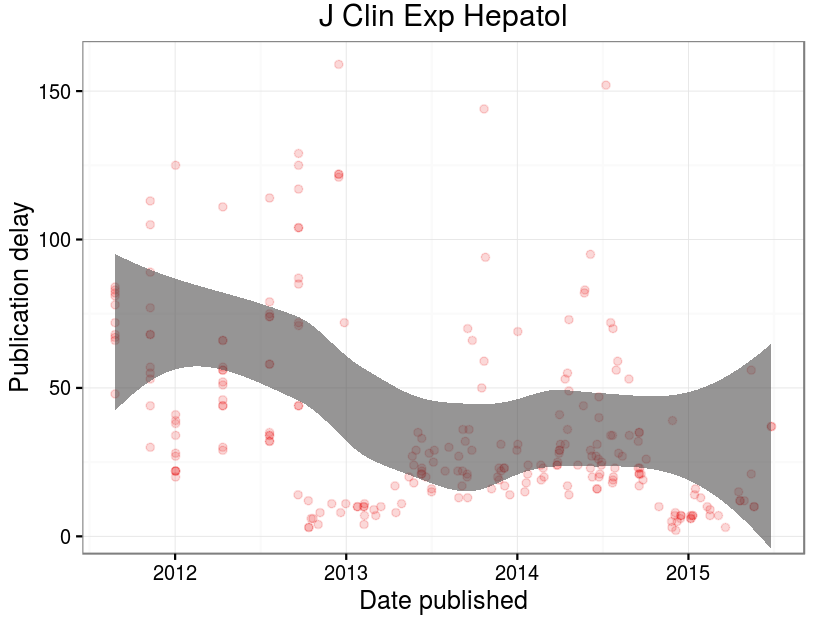 J Clin Exp Hepatol
Publication delay
150
100
50
0
2012 2013 2014 2015
Date published